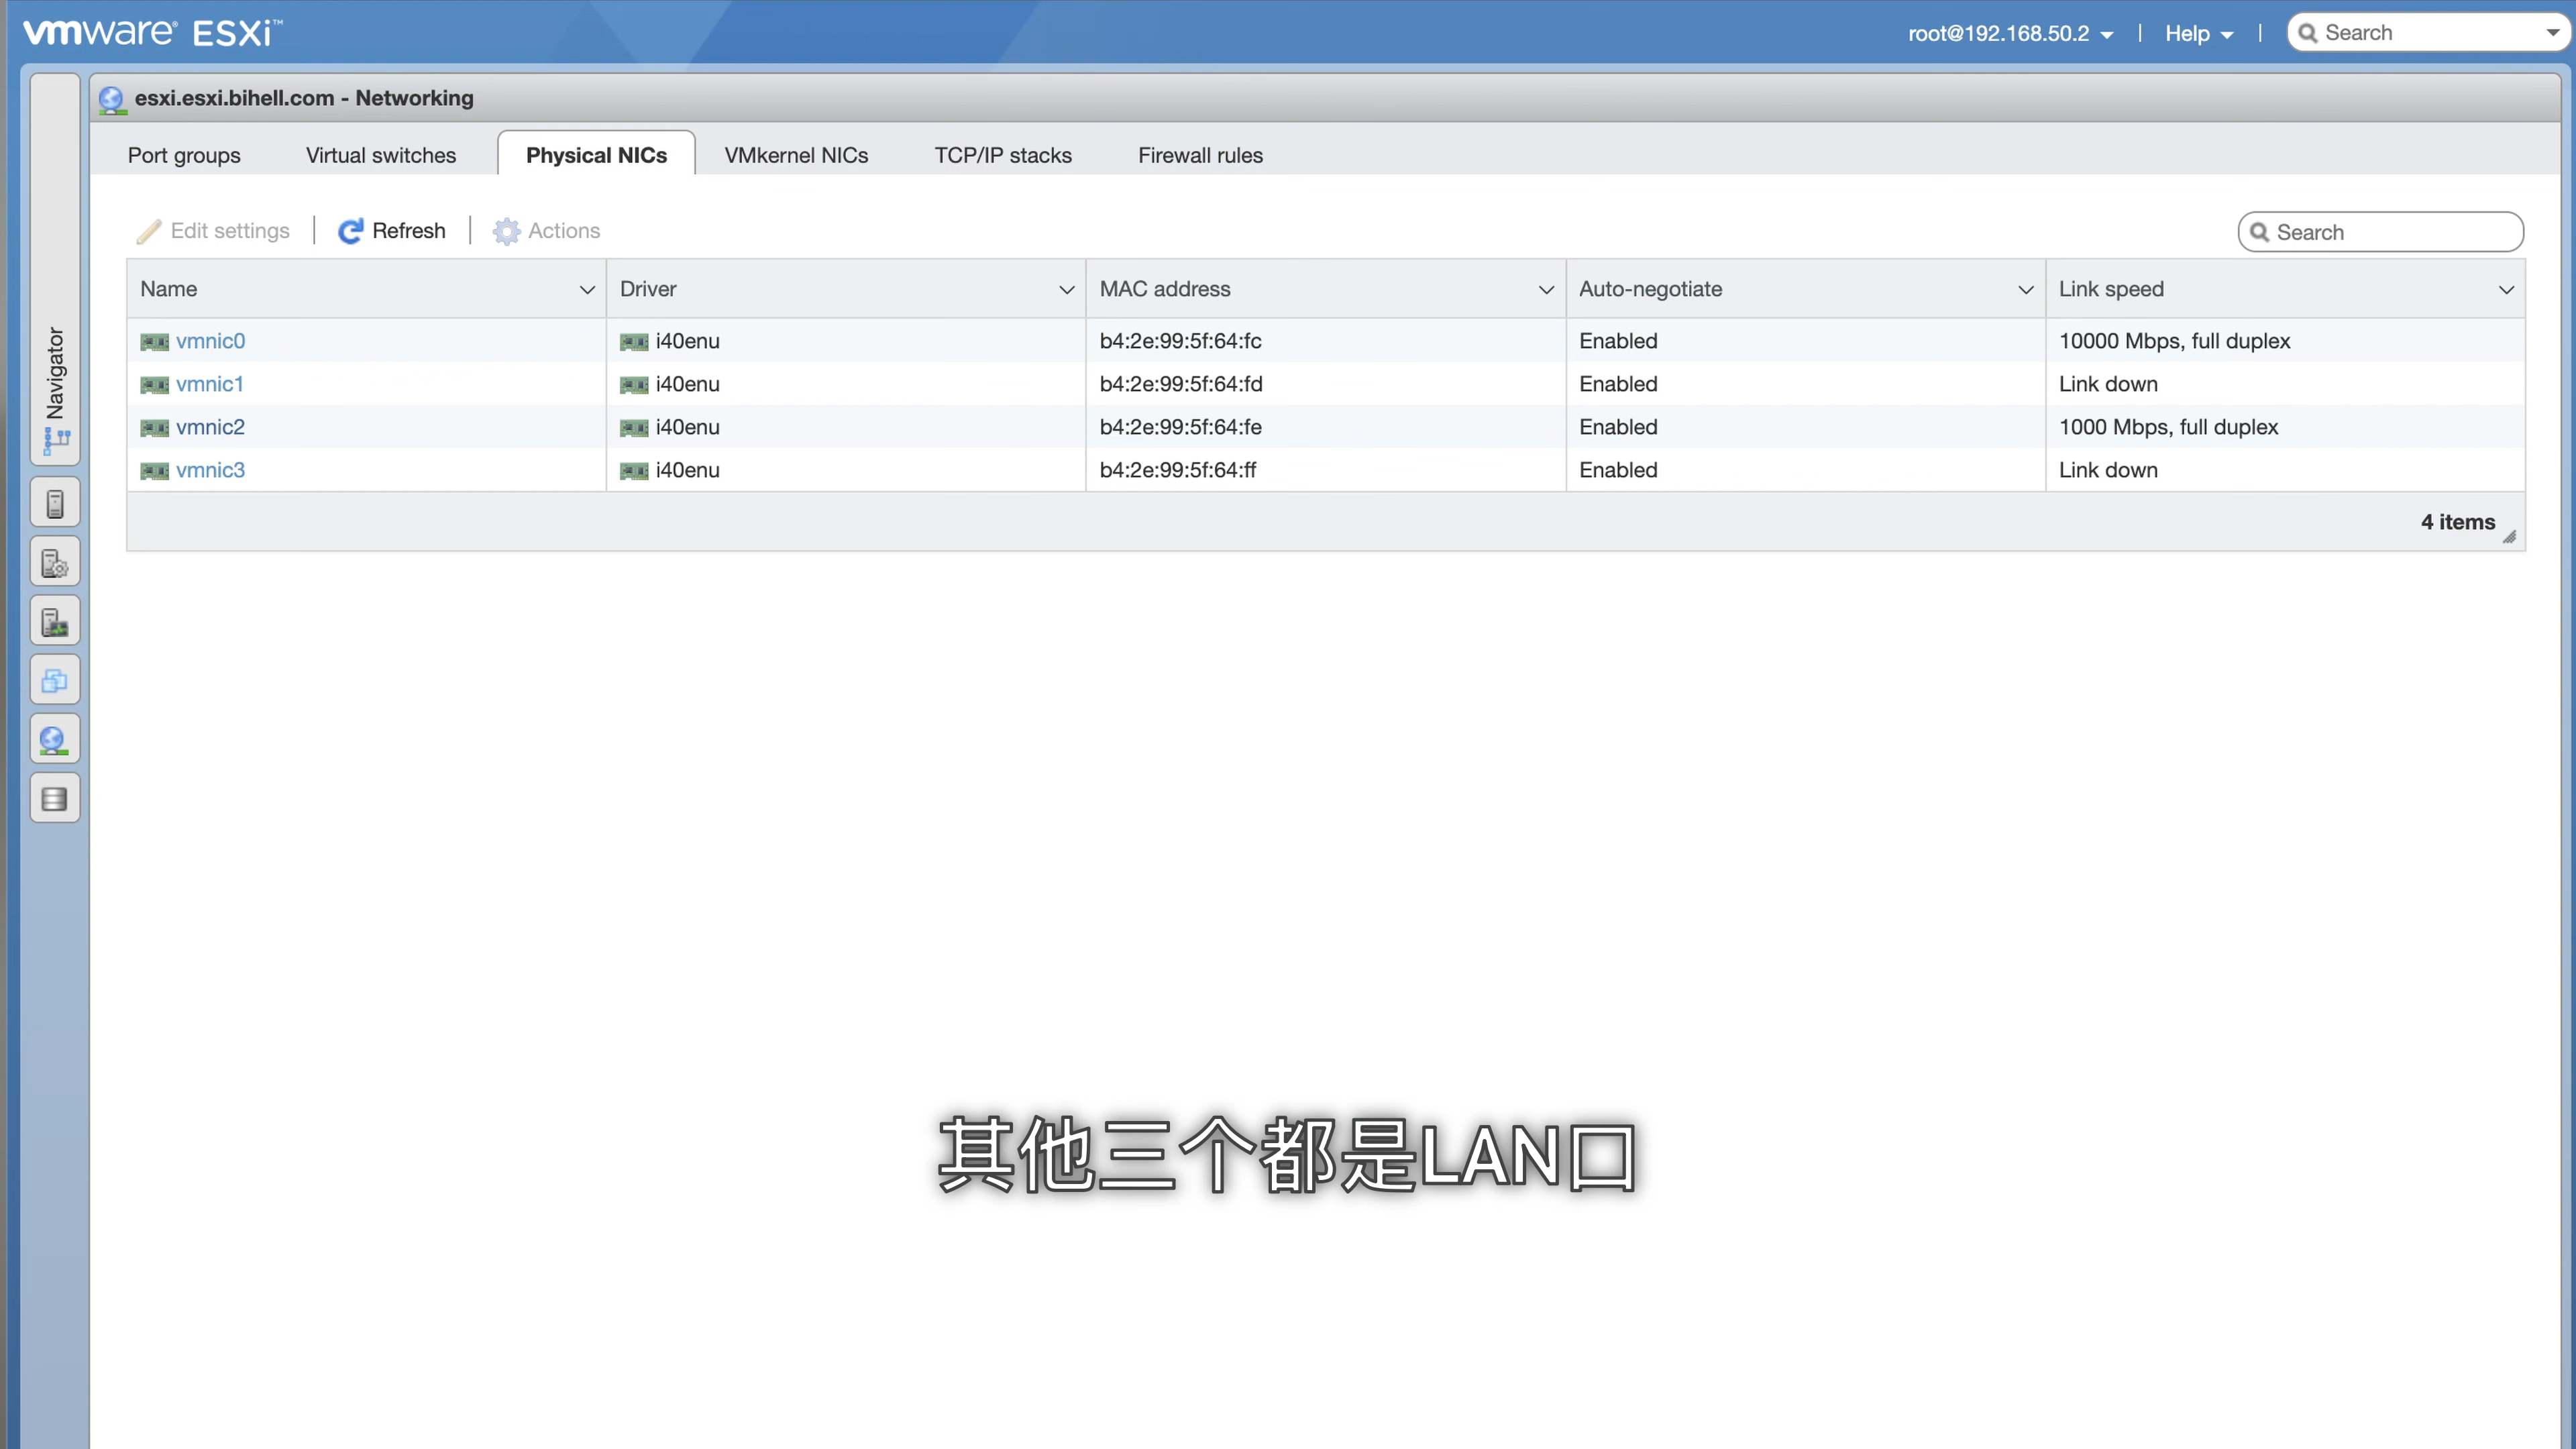 vmware® ESXi™
root@192.168.50.2 | Help | Search
esxi.esxi.bihell.com - Networking
Port groups Virtual switches Physical NICs VMkernel NICs TCP/IP stacks Firewall rules
Edit settings | Refresh | Actions Search
Name Driver MAC address Auto-negotiate Link speed
vmnic0 i40enu b4:2e:99:5f:64:fc Enabled 10000 Mbps, full duplex
vmnic1 i40enu b4:2e:99:5f:64:fd Enabled Link down
vmnic2 i40enu b4:2e:99:5f:64:fe Enabled 1000 Mbps, full duplex
vmnic3 i40enu b4:2e:99:5f:64:ff Enabled Link down
4 items
Navigator
其他三个都是LAN口